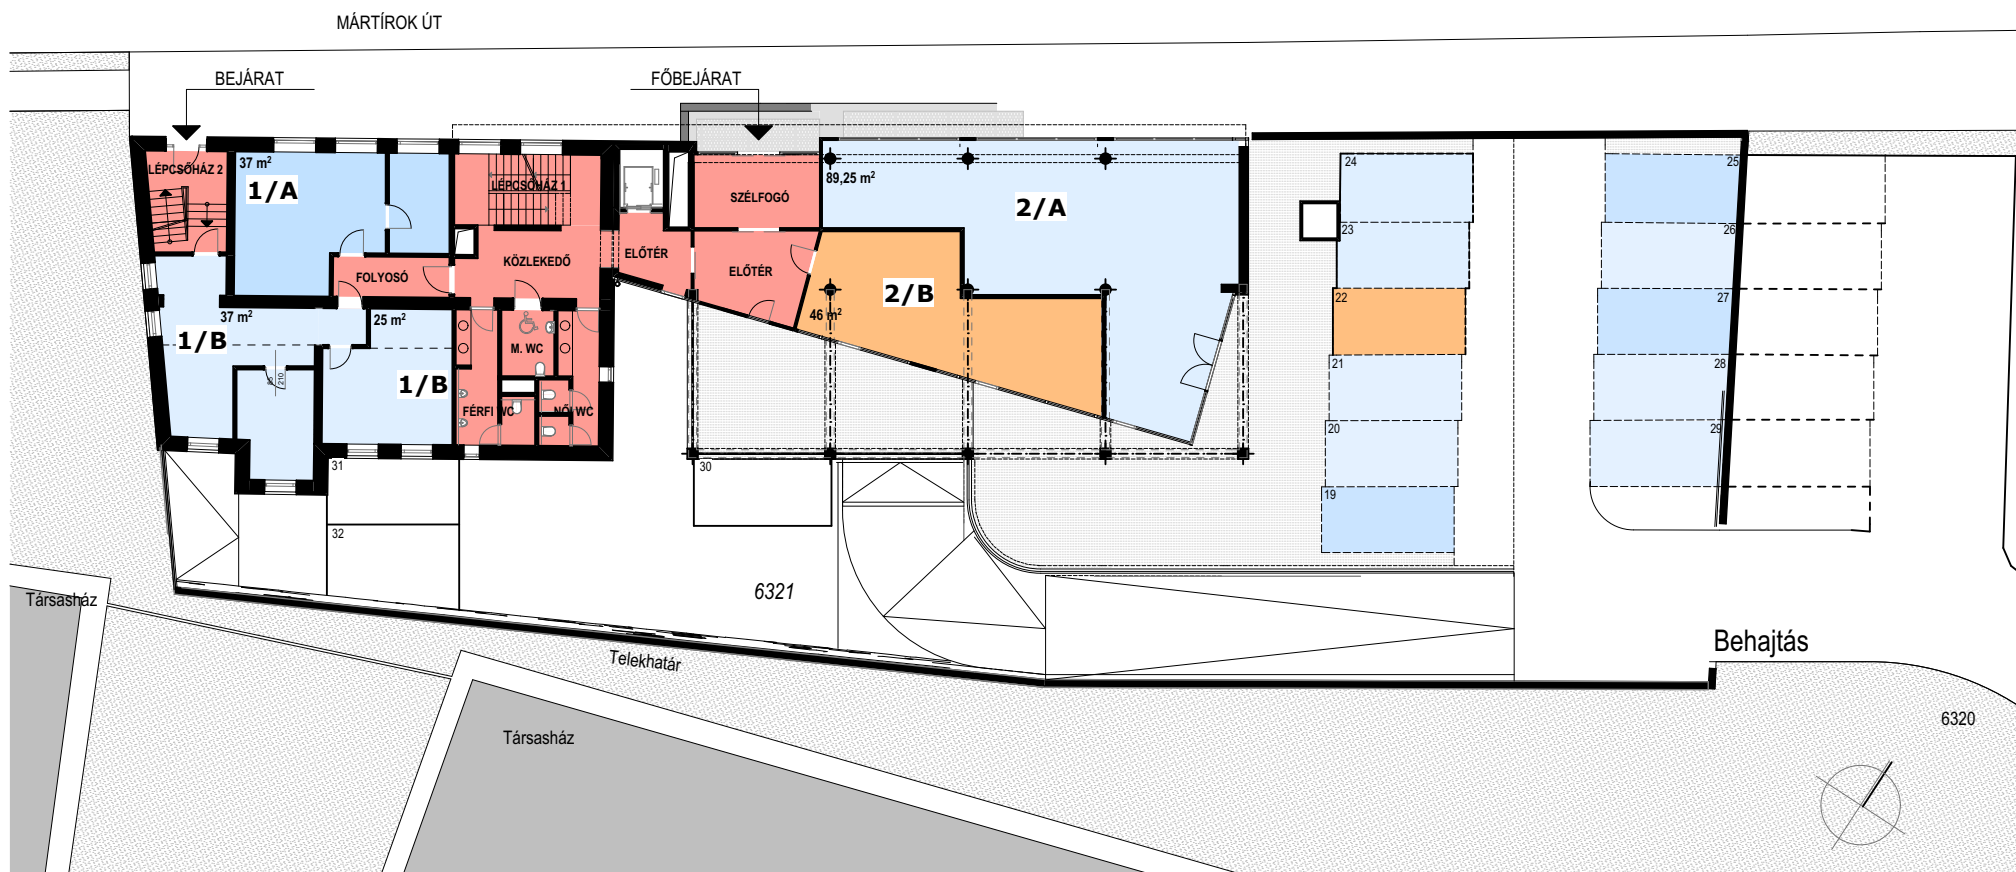 MÁRTÍROK ÚT
BEJÁRAT
FŐBEJÁRAT
LÉPCSŐHÁZ 2
37 m²
1/A
LÉPCSŐHÁZ 1
SZÉLFOGÓ
89,25 m²
2/A
FOLYOSÓ
KÖZLEKEDŐ
ELŐTÉR
ELŐTÉR
2/B
46 m²
37 m²
1/B
25 m²
1/B
M. WC
FÉRFI WC
NŐI WC
85
210
24
23
22
21
20
19
25
26
27
28
29
30
31
32
6321
Társasház
Telekhatár
Társasház
Behajtás
6320